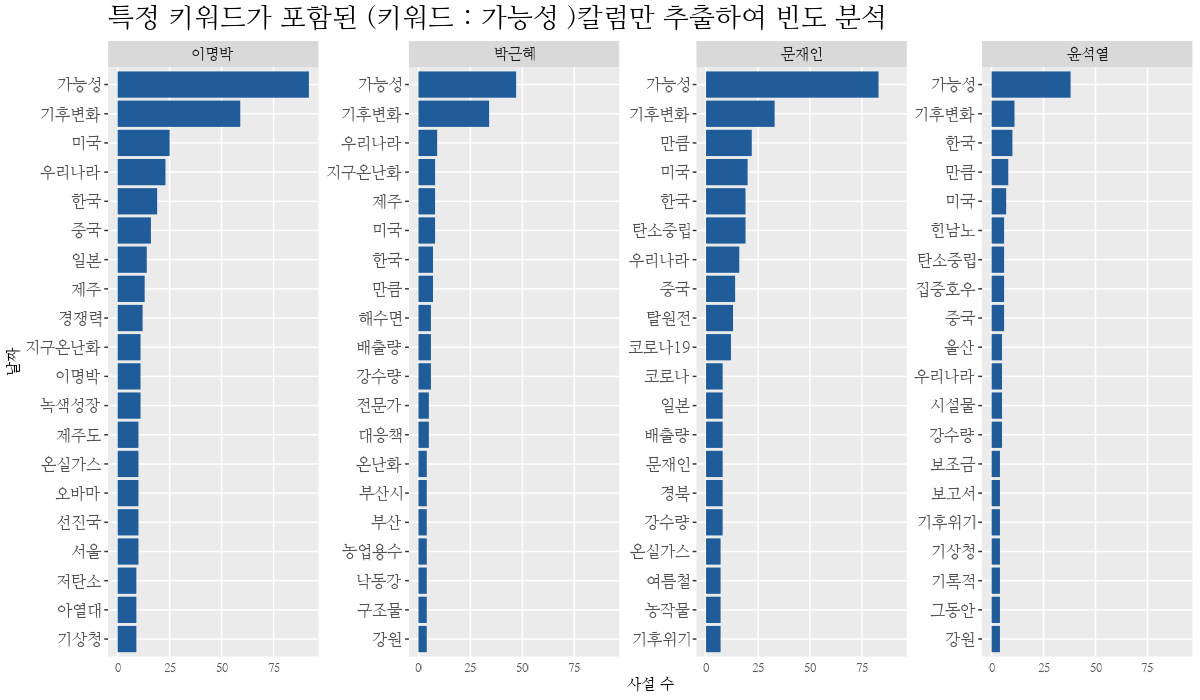 특정 키워드가 포함된 (키워드 : 가능성 )칼럼만 추출하여 빈도 분석
이명박
가능성
기후변화
미국
우리나라
한국
중국
일본
제주
경쟁력
지구온난화
이명박
녹색성장
제주도
온실가스
오바마
선진국
서울
저탄소
아열대
기상청
0 25 50 75
박근혜
가능성
기후변화
우리나라
지구온난화
제주
미국
한국
만큼
해수면
배출량
강수량
전문가
대응책
온난화
부산시
부산
농업용수
낙동강
구조물
강원
0 25 50 75
문재인
가능성
기후변화
만큼
미국
한국
탄소중립
우리나라
중국
탈원전
코로나19
코로나
일본
배출량
문재인
경북
강수량
온실가스
여름철
농작물
기후위기
0 25 50 75
윤석열
가능성
기후변화
한국
만큼
미국
힌남노
탄소중립
집중호우
중국
울산
우리나라
시설물
강수량
보조금
보고서
기후위기
기상청
기록적
그동안
강원
0 25 50 75
날짜
사설 수